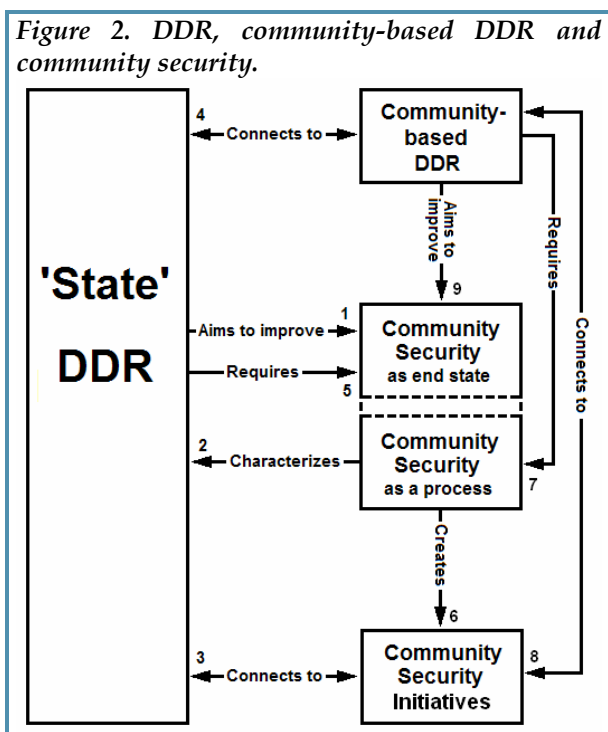 Figure 2. DDR, community-based DDR and
community security.
4
Connects to
Community-
based
DDR
Aims to
improve
Requires
Connects to
'State'
DDR
9
1
Aims to improve
Requires
5
Community
Security
as end state
2
Characterizes
Community
Security
as a process
7
Creates
6
3
Connects to
Community
Security
Initiatives
8